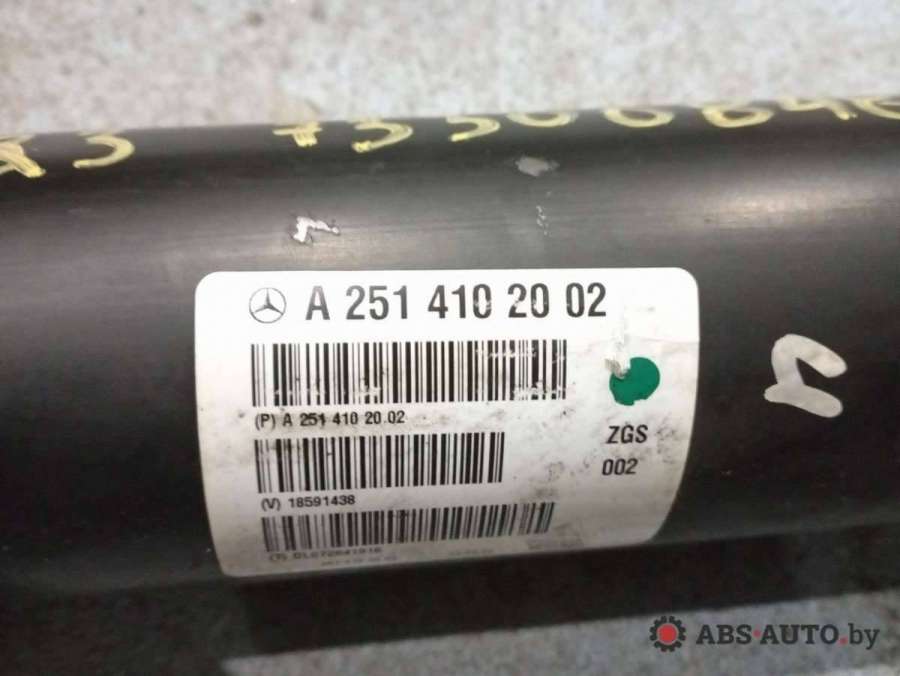 A 251 410 20 02
(P) A 251 410 20 02
ZGS
002
(V) 18591438
ABS-AUTO.by